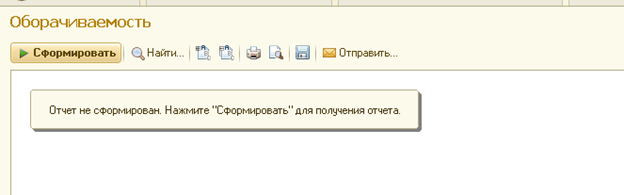 Оборачиваемость
Сформировать Найти... Отправить...
Отчет не сформирован. Нажмите "Сформировать" для получения отчета.